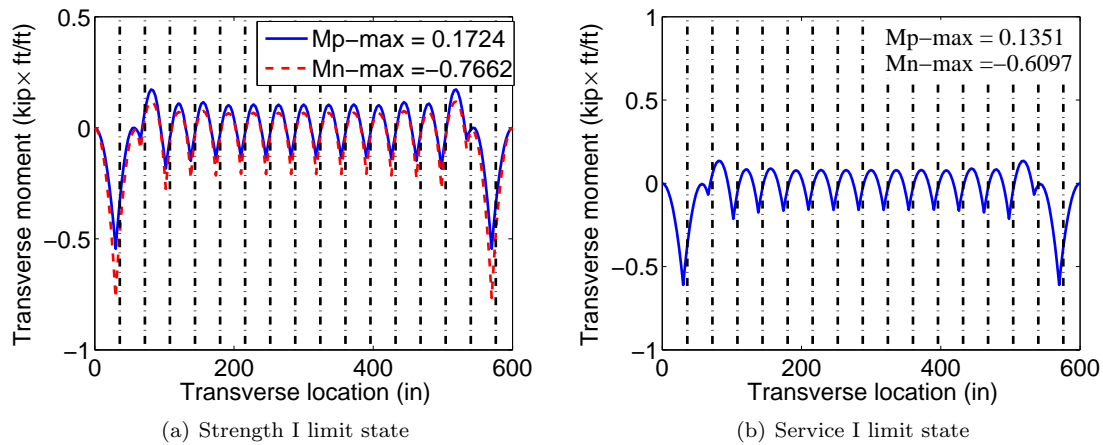 0.5
0
−0.5
−1
Transverse moment (kip× ft/ft)
Mp−max = 0.1724
Mn−max =−0.7662
0 200 400 600
Transverse location (in)
(a) Strength I limit state
1
0.5
0
−0.5
−1
Transverse moment (kip× ft/ft)
Mp−max = 0.1351
Mn−max =−0.6097
0 200 400 600
Transverse location (in)
(b) Service I limit state